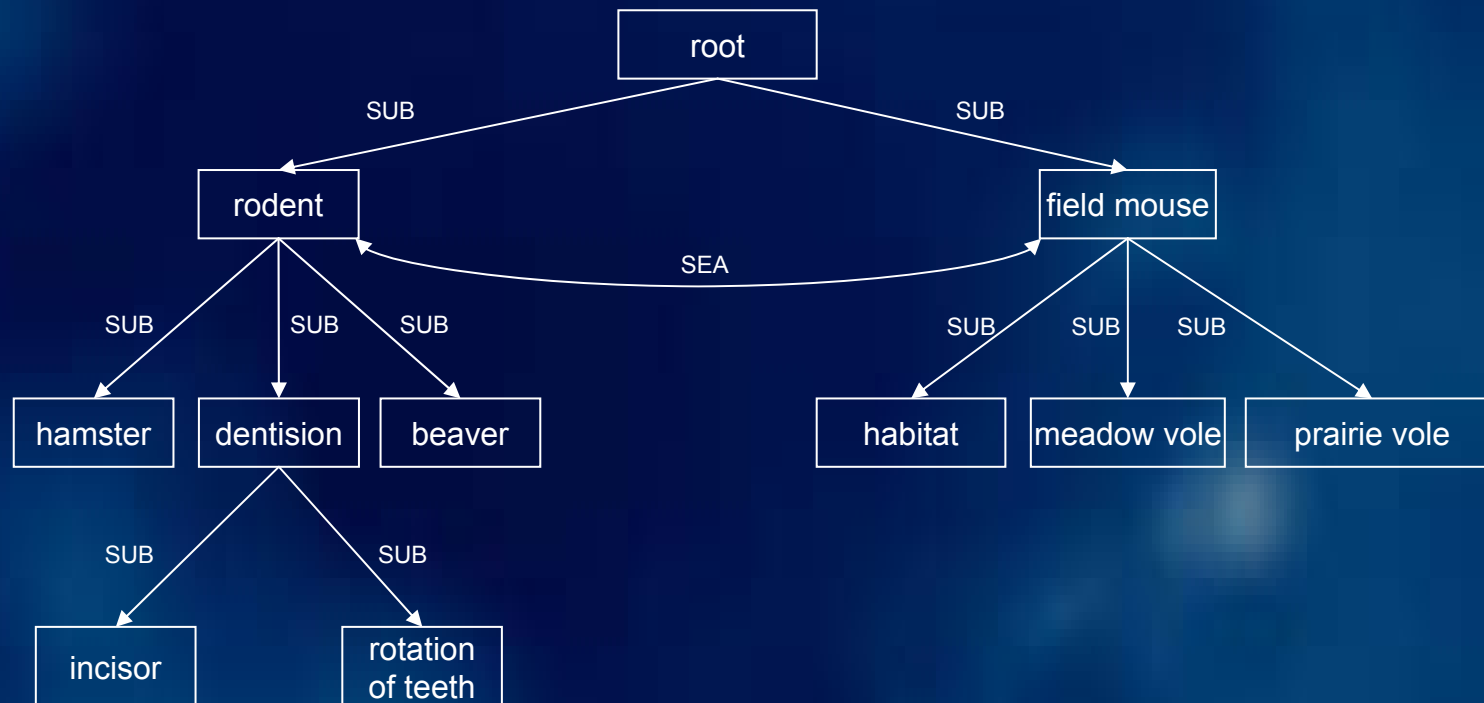 root
SUB
SUB
rodent
field mouse
SEA
SUB
SUB
SUB
SUB
SUB
SUB
hamster
dentision
beaver
habitat
meadow vole
prairie vole
SUB
SUB
incisor
rotation
of teeth